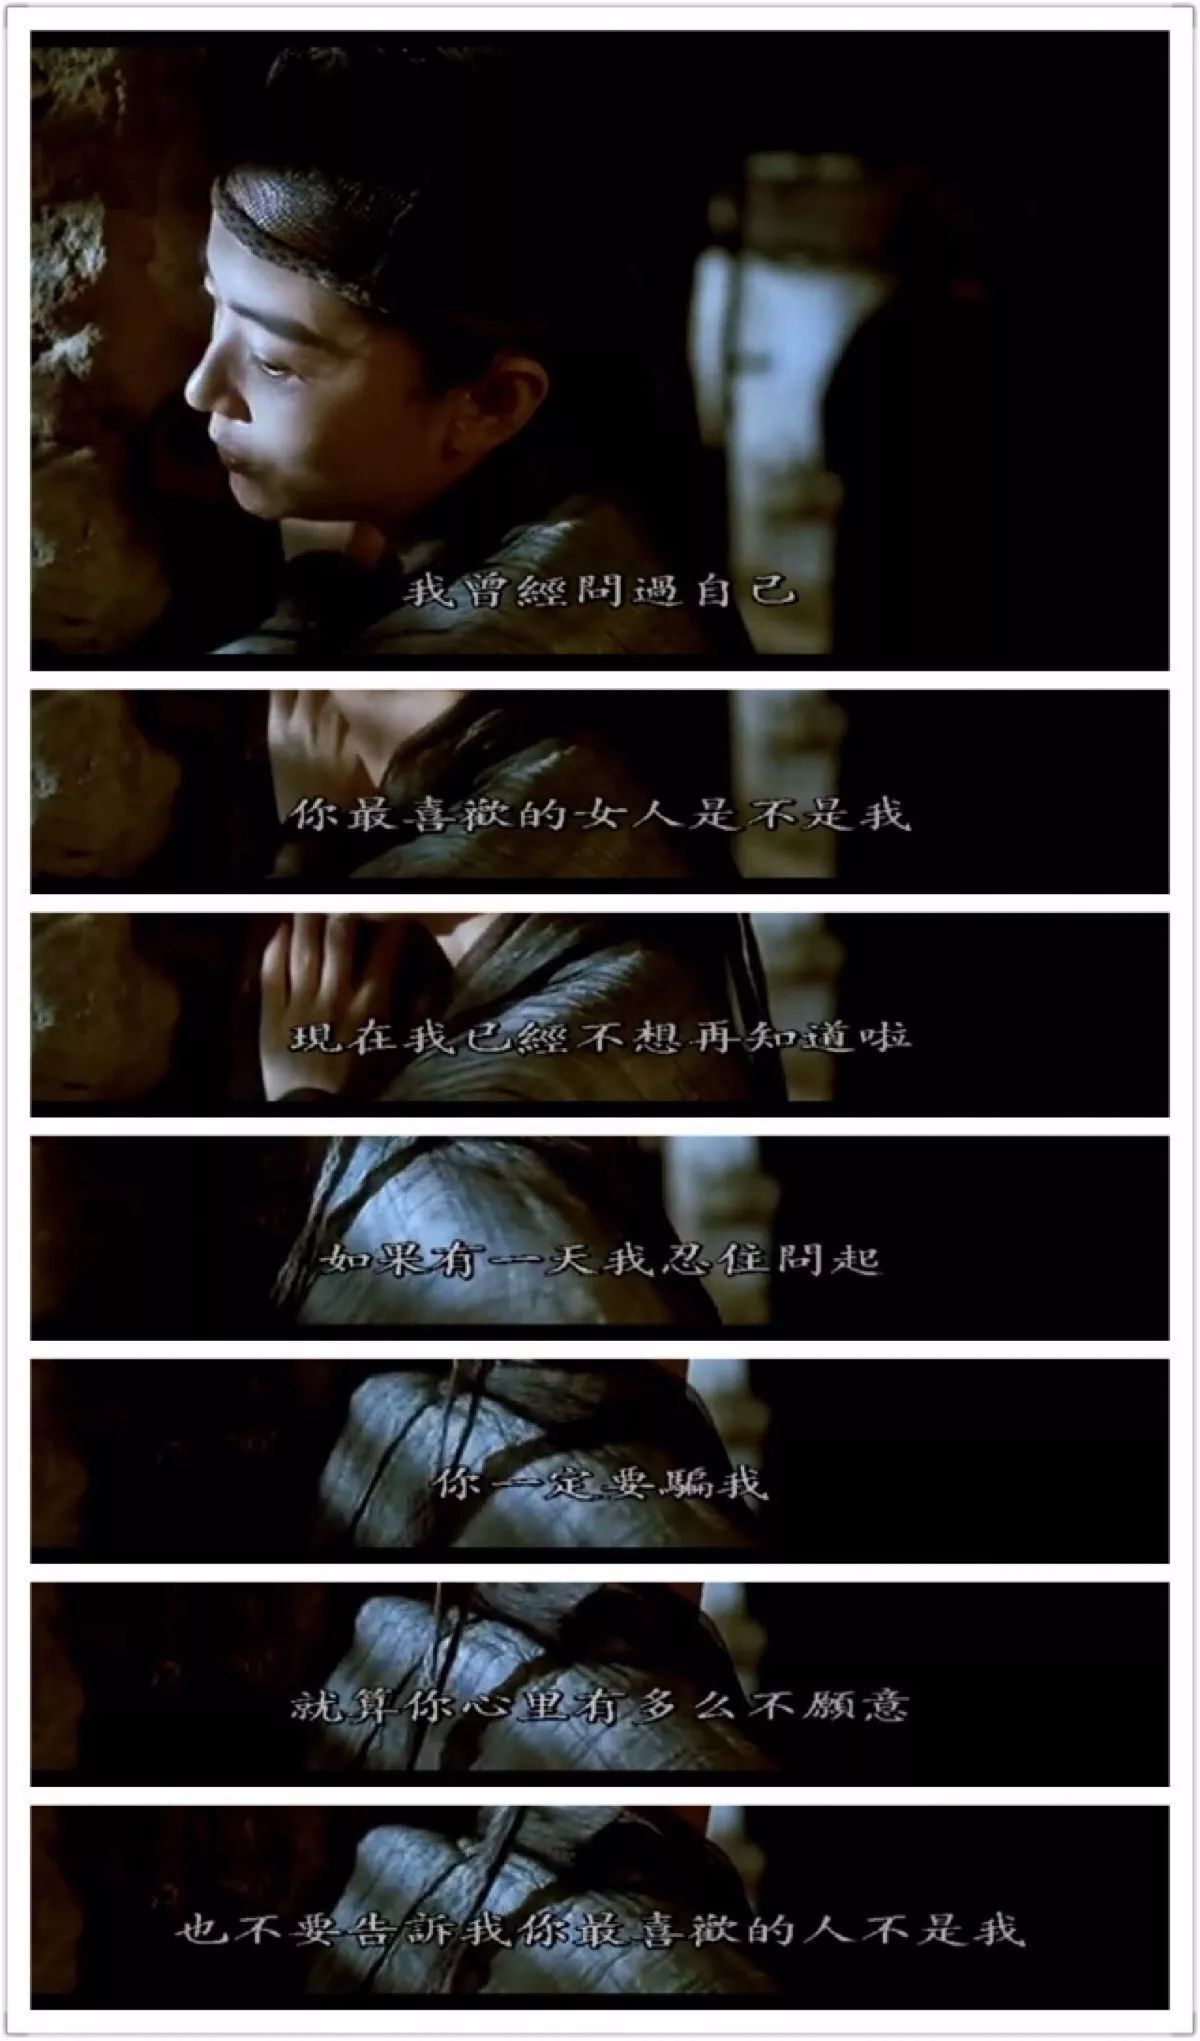 我曾經問過自己
你最喜歡的女人是不是我
現在我已經不想再知道啦
如果有一天我忍住問起
你一定要騙我
就算你心里有多么不願意
也不要告訴我你最喜歡的人不是我